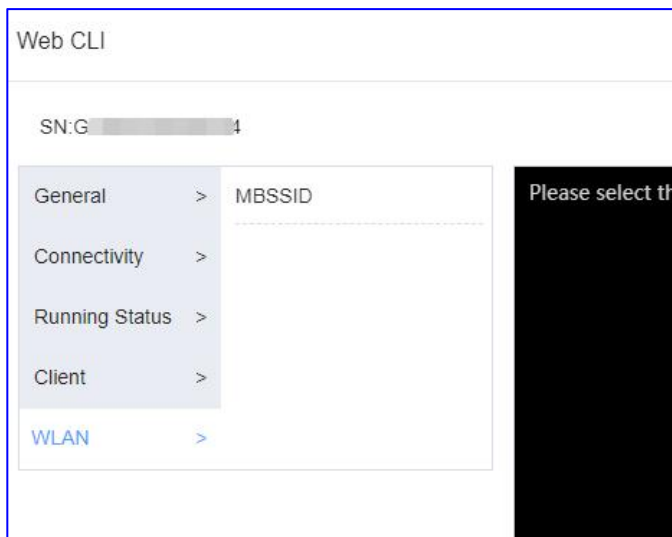 Web CLI
SN:G 4
General > MBSSID Please select th
Connectivity >
Running Status >
Client >
WLAN >